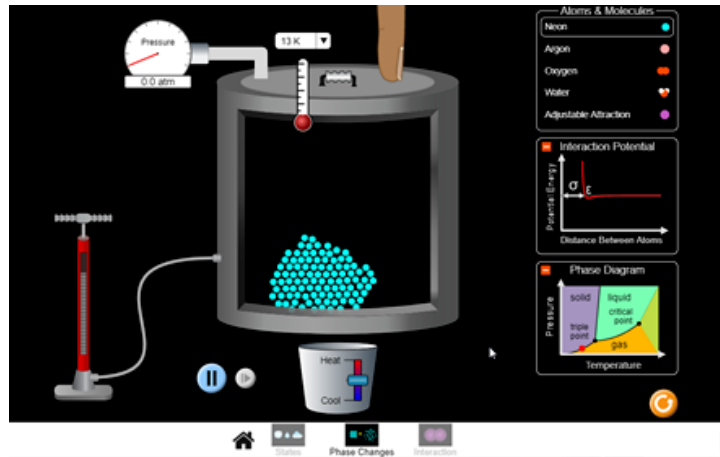 Pressure
0.0 atm
13 K
Atoms & Molecules
Neon
Argon
Oxygen
Water
Adjustable Attraction
Interaction Potential
Potential Energy
σ
ε
Distance Between Atoms
Phase Diagram
Pressure
solid
liquid
critical
point
triple
point
gas
Temperature
Heat
Cool
States
Phase Changes
Interaction